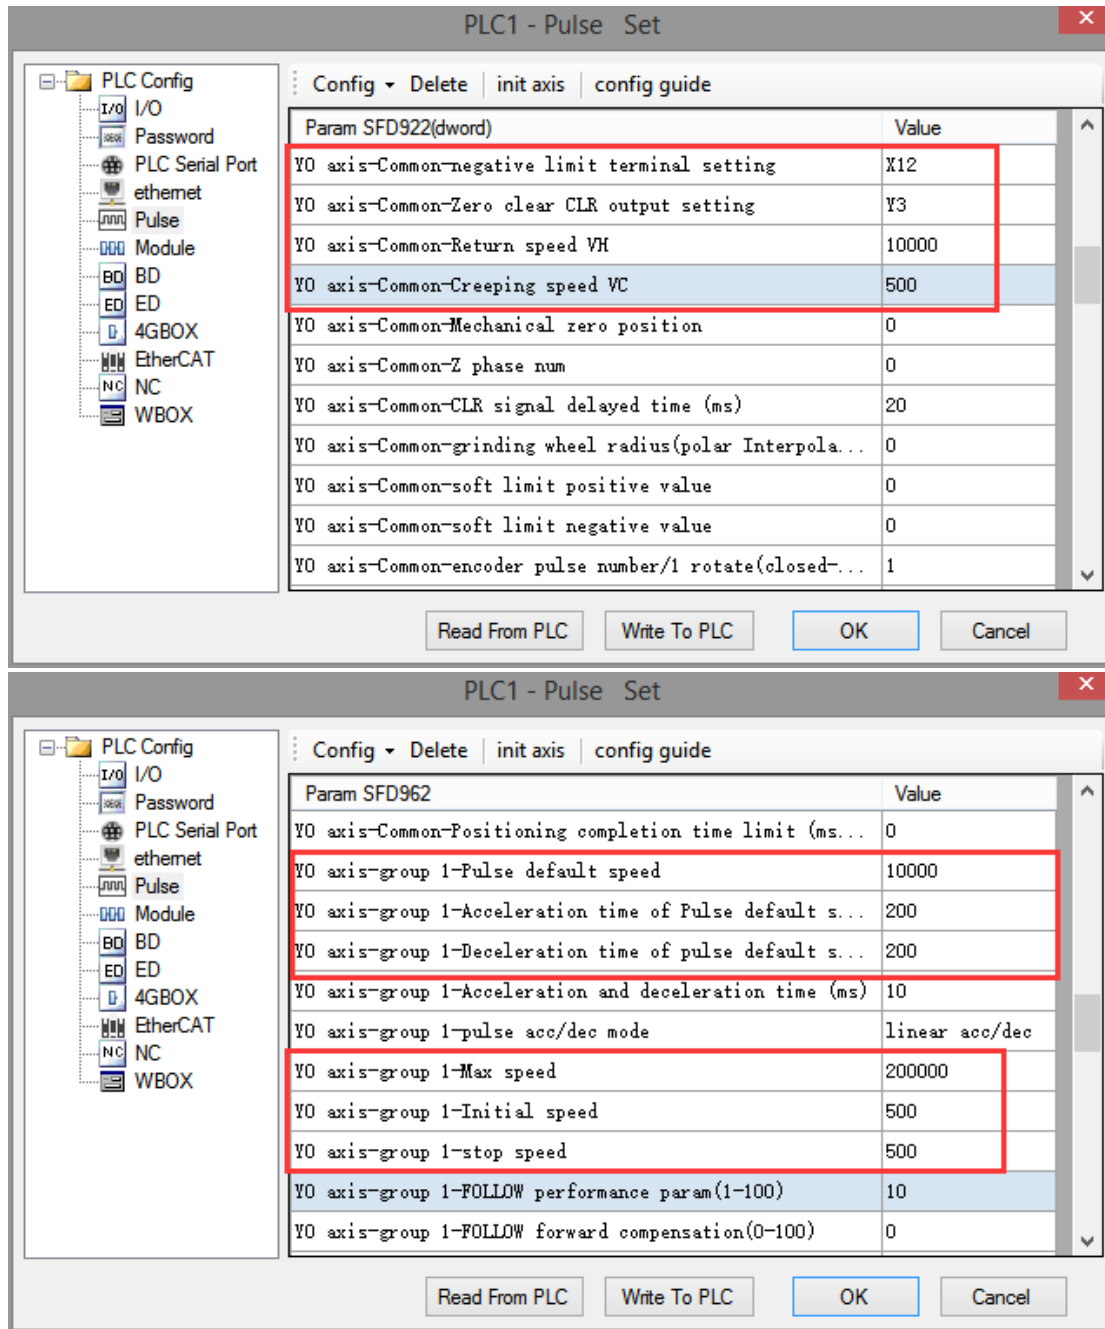 PLC1 - Pulse Set
PLC Config
I/O I/O
Password
PLC Serial Port
ethernet
Pulse
Module
BD BD
ED ED
4GBOX
EtherCAT
NC NC
WBOX
Config Delete init axis config guide
Param SFD922(dword) Value
Y0 axis-Common-negative limit terminal setting X12
Y0 axis-Common-Zero clear CLR output setting Y3
Y0 axis-Common-Return speed VH 10000
Y0 axis-Common-Creeping speed VC 500
Y0 axis-Common-Mechanical zero position 0
Y0 axis-Common-Z phase num 0
Y0 axis-Common-CLR signal delayed time (ms) 20
Y0 axis-Common-grinding wheel radius(polar Interpola... 0
Y0 axis-Common-soft limit positive value 0
Y0 axis-Common-soft limit negative value 0
Y0 axis-Common-encoder pulse number/1 rotate(closed-... 1
Read From PLC Write To PLC OK Cancel
PLC1 - Pulse Set
PLC Config
I/O I/O
Password
PLC Serial Port
ethernet
Pulse
Module
BD BD
ED ED
4GBOX
EtherCAT
NC NC
WBOX
Config Delete init axis config guide
Param SFD962 Value
Y0 axis-Common-Positioning completion time limit (ms... 0
Y0 axis-group 1-Pulse default speed 10000
Y0 axis-group 1-Acceleration time of Pulse default s... 200
Y0 axis-group 1-Deceleration time of pulse default s... 200
Y0 axis-group 1-Acceleration and deceleration time (ms) 10
Y0 axis-group 1-pulse acc/dec mode linear acc/dec
Y0 axis-group 1-Max speed 200000
Y0 axis-group 1-Initial speed 500
Y0 axis-group 1-stop speed 500
Y0 axis-group 1-FOLLOW performance param(1-100) 10
Y0 axis-group 1-FOLLOW forward compensation(0-100) 0
Read From PLC Write To PLC OK Cancel